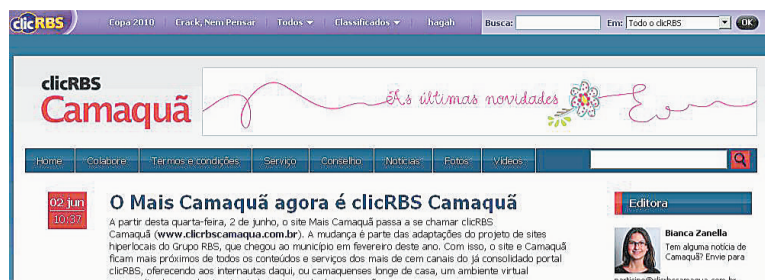 clicRBS Copa 2010 Crack, Nem Pensar Todos Classificados hagah Busca: Em: Todo o clicRBS OK
clicRBS
Camaquã
As últimas novidades
Home Colabore Termos e condições Serviço Conselho Notícias Fotos Vídeos
02 jun
10:37
O Mais Camaquã agora é clicRBS Camaquã
A partir desta quarta-feira, 2 de junho, o site Mais Camaquã passa a se chamar clicRBS
Camaquã (www.clicrbscamaqua.com.br). A mudança é parte das adaptações do projeto de sites
hiperlocais do Grupo RBS, que chegou ao município em fevereiro deste ano. Com isso, o site e Camaquã
ficam mais próximos de todos os conteúdos e serviços dos mais de cem canais do já consolidado portal
clicRBS, oferecendo aos internautas daqui, ou camaquenses longe de casa, um ambiente virtual
Editora
Bianca Zanella
Tem alguma notícia de
Camaquã? Envie para